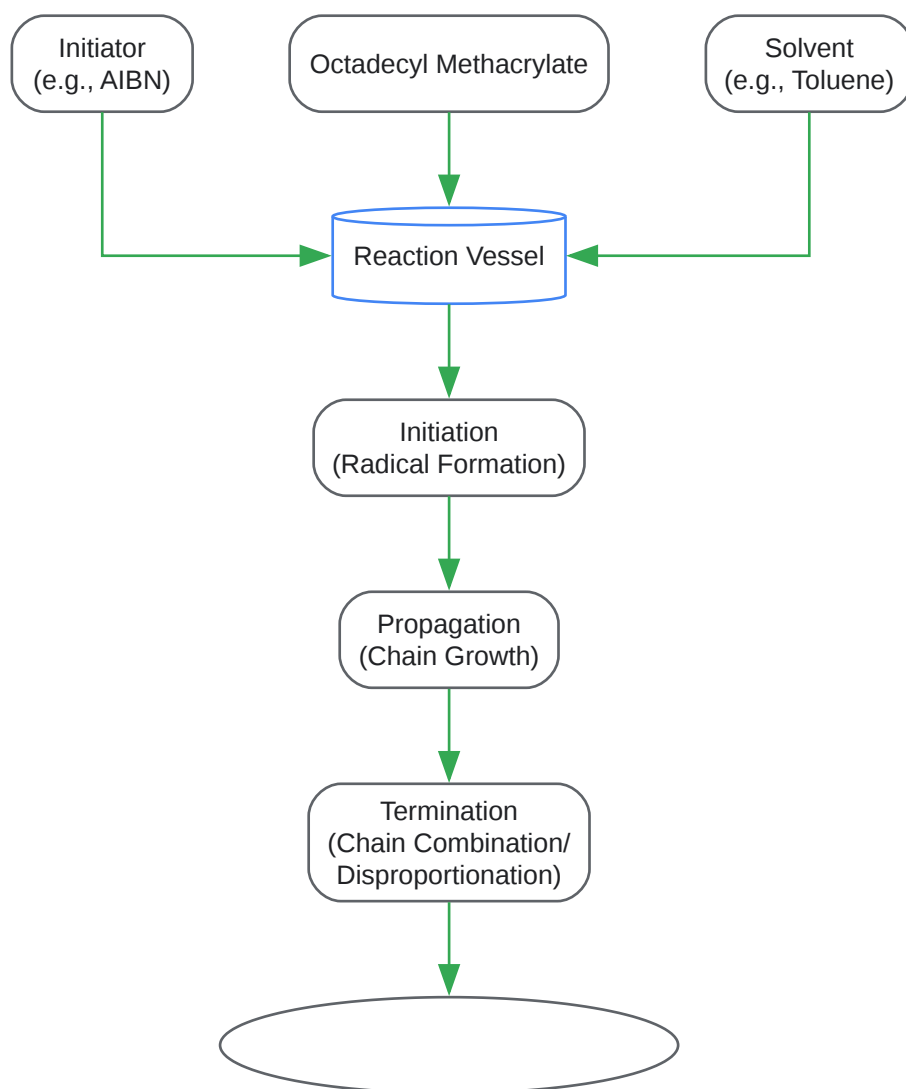 Initiator
(e.g., AIBN)
Octadecyl Methacrylate
Solvent
(e.g., Toluene)
Reaction Vessel
Initiation
(Radical Formation)
Propagation
(Chain Growth)
Termination
(Chain Combination/
Disproportionation)